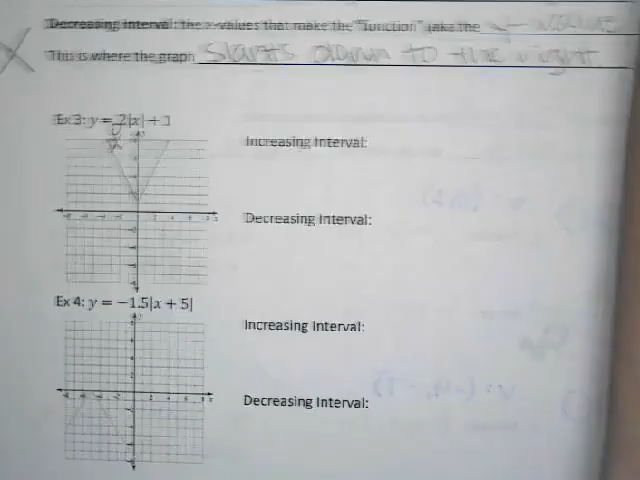 Decreasing Interval: the x-values that make the "function" take the y-
This is where the graph slants down to the right
Ex 3: y = 2|x| + 1
Increasing Interval:
Decreasing Interval:
Ex 4: y = −1.5|x + 5|
Increasing Interval:
Decreasing Interval: